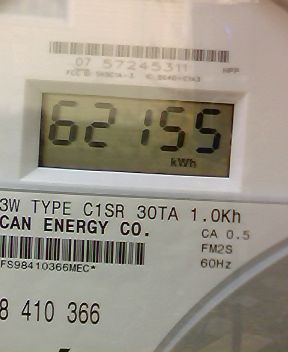 07 57245311
HPP
62155
kWh
3W TYPE C1SR 30TA 1.0Kh
CAN ENERGY CO.
CA 0.5
FM2S
FS98410366MEC*
60Hz
8 410 366